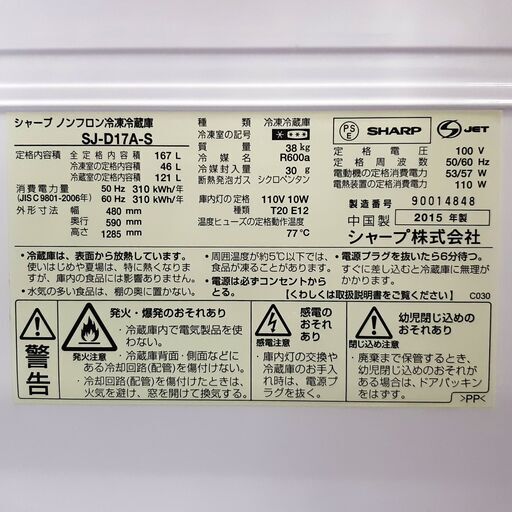 シャープ ノンフロン冷凍冷蔵庫
SJ-D17A-S
定格内容積 全定格内容積 167 L
冷凍室の定格内容積 46 L
冷蔵室の定格内容積 121 L
消費電力量 50 Hz 310 kWh/年
(JIS C 9801-2006年) 60 Hz 310 kWh/年
外形寸法 幅 480 mm
奥行 590 mm
高さ 1285 mm
種類 冷凍冷蔵庫
冷凍室の記号
質量 38 kg
冷媒名 R600a
冷媒封入量 30 g
断熱発泡ガス シクロペンタン
庫内灯の定格 110V 10W
T20 E12
温度ヒューズの定格動作温度
77℃
PS
E
SHARP
S JET
定格電圧 100 V
定格周波数 50/60 Hz
電動機の定格消費電力 53/57 W
電熱装置の定格消費電力 110 W
製造番号 90014848
中国製 2015 年製
シャープ株式会社
・冷蔵庫は、表面から放熱しています。
使いはじめや夏場は、特に熱くなりま
すが、庫内への影響はありません。
・水気の多い食品は、棚の奥に置かない。
・周囲温度が約5℃以下では、
食品が凍ることがあります。
・電源は必ずコンセントから
とる。
・電源プラグを抜いたら6分待つ。
すぐに差し込むと冷蔵庫に無理が
かかります。
【くわしくは取扱説明書をご覧ください】
C030
警告
発火注意
発火・爆発のおそれあり
・冷蔵庫内で電気製品を使
わない。
・冷蔵庫背面・側面などに
ある冷却回路(配管)を傷付けない。
・冷却回路(配管)を傷付けたときは、
火気を避け、窓を開けて換気する。
感電注意
感電の
おそれあり
・庫内灯の交換や
冷蔵庫のお手入
れ時は、電源プラ
グを抜く。
閉じ込め注意
幼児閉じ込めの
おそれあり
・廃棄まで保管するとき、
幼児閉じ込めのおそれが
ある場合は、ドアパッキン
をはずす。
>PP<